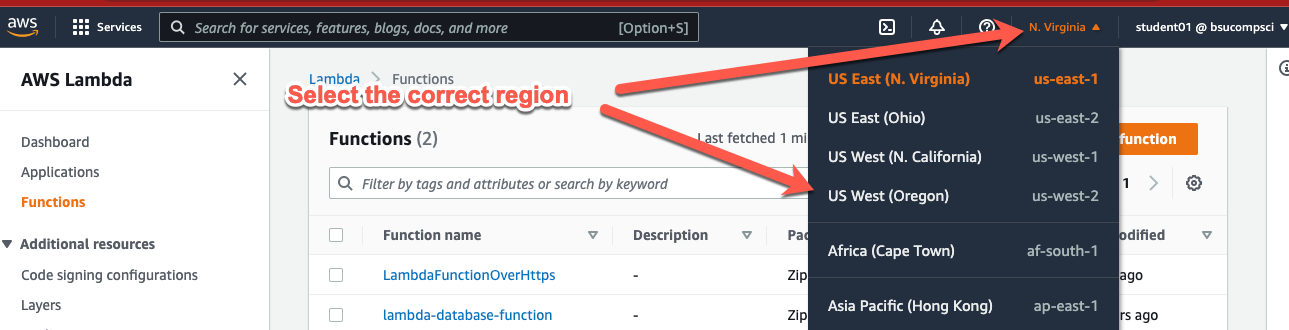 aws
Services
Search for services, features, blogs, docs, and more [Option+S]
N. Virginia
student01 @ bsucompsci
AWS Lambda
Dashboard
Applications
Functions
Additional resources
Code signing configurations
Layers
Lambda > Functions
Select the correct region
Functions (2)
Last fetched 1 mi
function
Filter by tags and attributes or search by keyword
1
Function name
Description
Pac
odified
LambdaFunctionOverHttps
-
Zip
ago
lambda-database-function
-
Zip
rs ago
US East (N. Virginia) us-east-1
US East (Ohio) us-east-2
US West (N. California) us-west-1
US West (Oregon) us-west-2
Africa (Cape Town) af-south-1
Asia Pacific (Hong Kong) ap-east-1